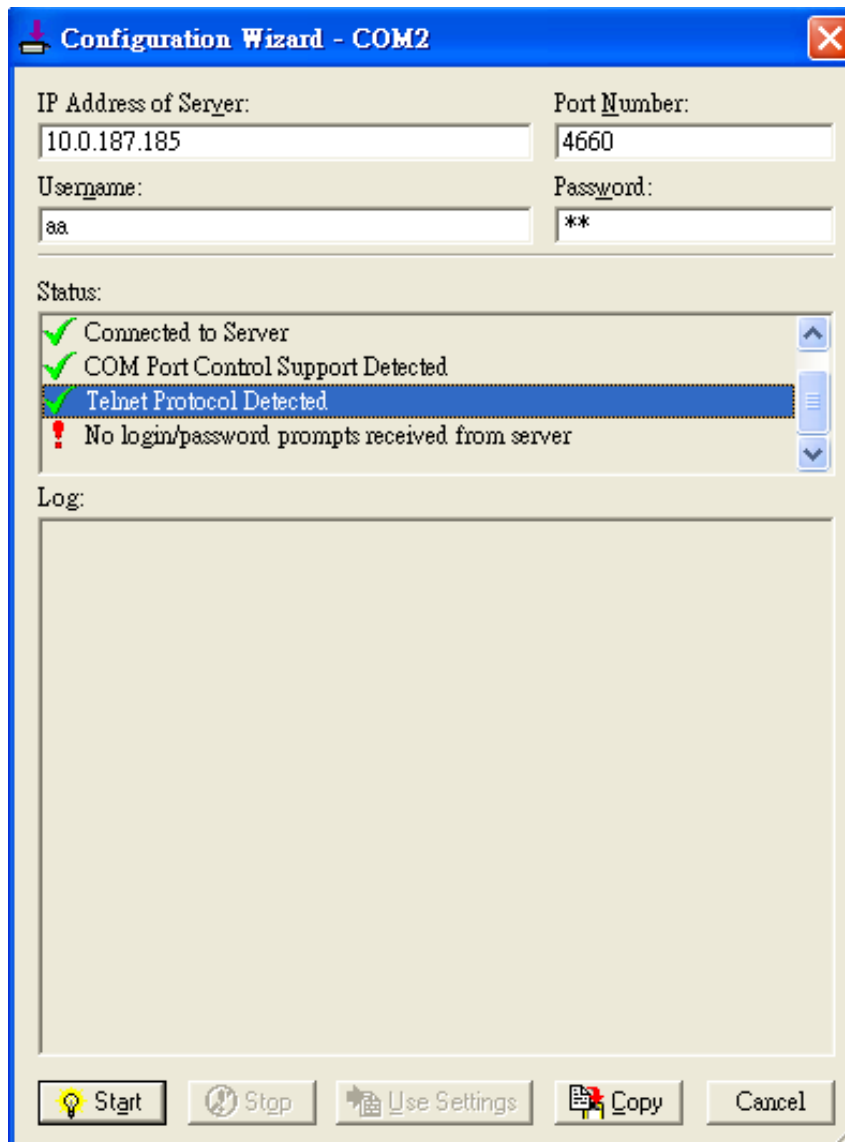 Configuration Wizard - COM2
IP Address of Server: Port Number:
10.0.187.185 4660
Username: Password:
aa **
Status:
Connected to Server
COM Port Control Support Detected
Telnet Protocol Detected
No login/password prompts received from server
Log:
Start Stop Use Settings Copy Cancel